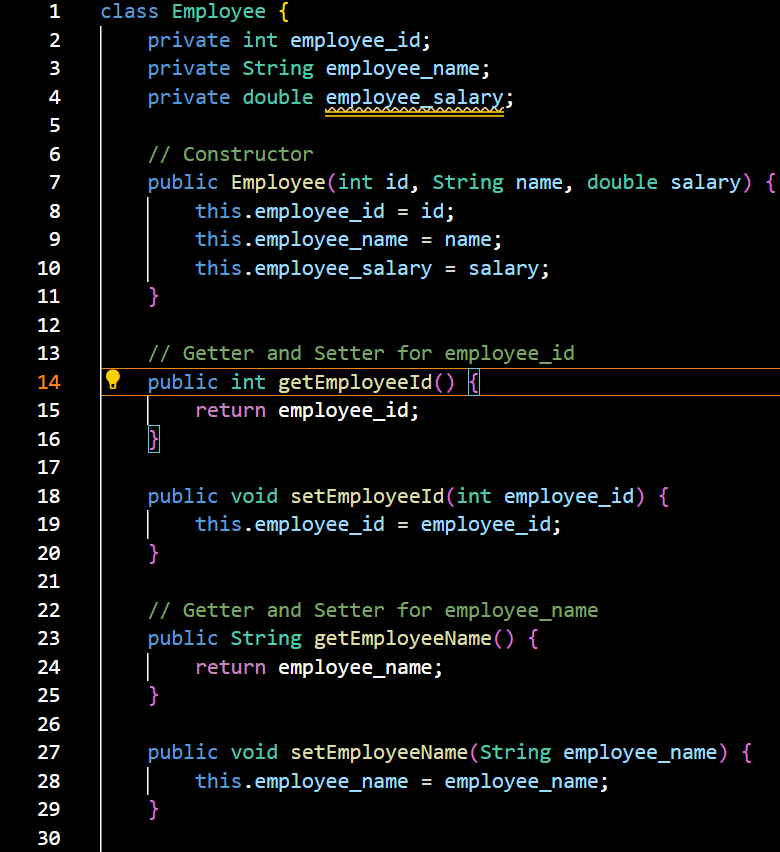 1 class Employee {
2     private int employee_id;
3     private String employee_name;
4     private double employee_salary;
5
6     // Constructor
7     public Employee(int id, String name, double salary) {
8         this.employee_id = id;
9         this.employee_name = name;
10         this.employee_salary = salary;
11     }
12
13     // Getter and Setter for employee_id
14     public int getEmployeeId() {
15         return employee_id;
16     }
17
18     public void setEmployeeId(int employee_id) {
19         this.employee_id = employee_id;
20     }
21
22     // Getter and Setter for employee_name
23     public String getEmployeeName() {
24         return employee_name;
25     }
26
27     public void setEmployeeName(String employee_name) {
28         this.employee_name = employee_name;
29     }
30